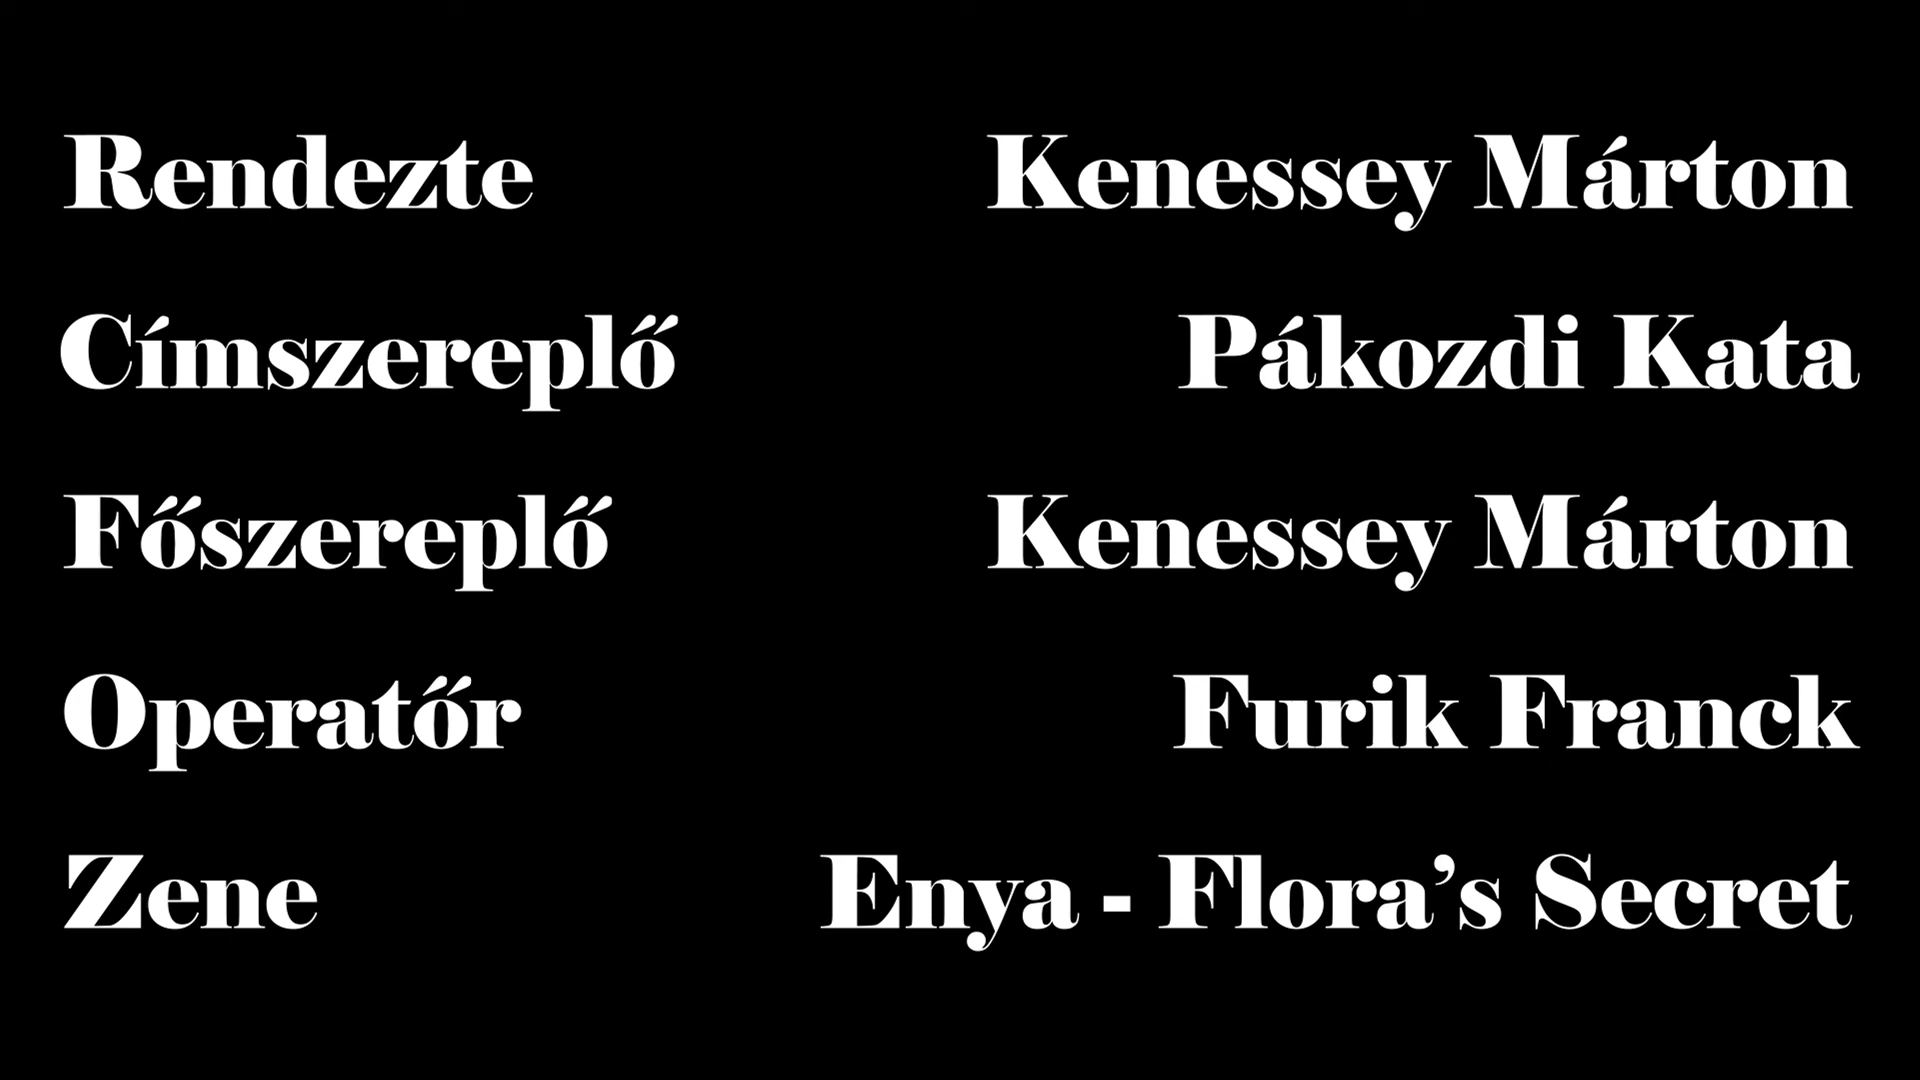 Rendezte Kenessey Márton
Címszereplő Pákozdi Kata
Főszereplő Kenessey Márton
Operatőr Furik Franck
Zene Enya - Flora’s Secret